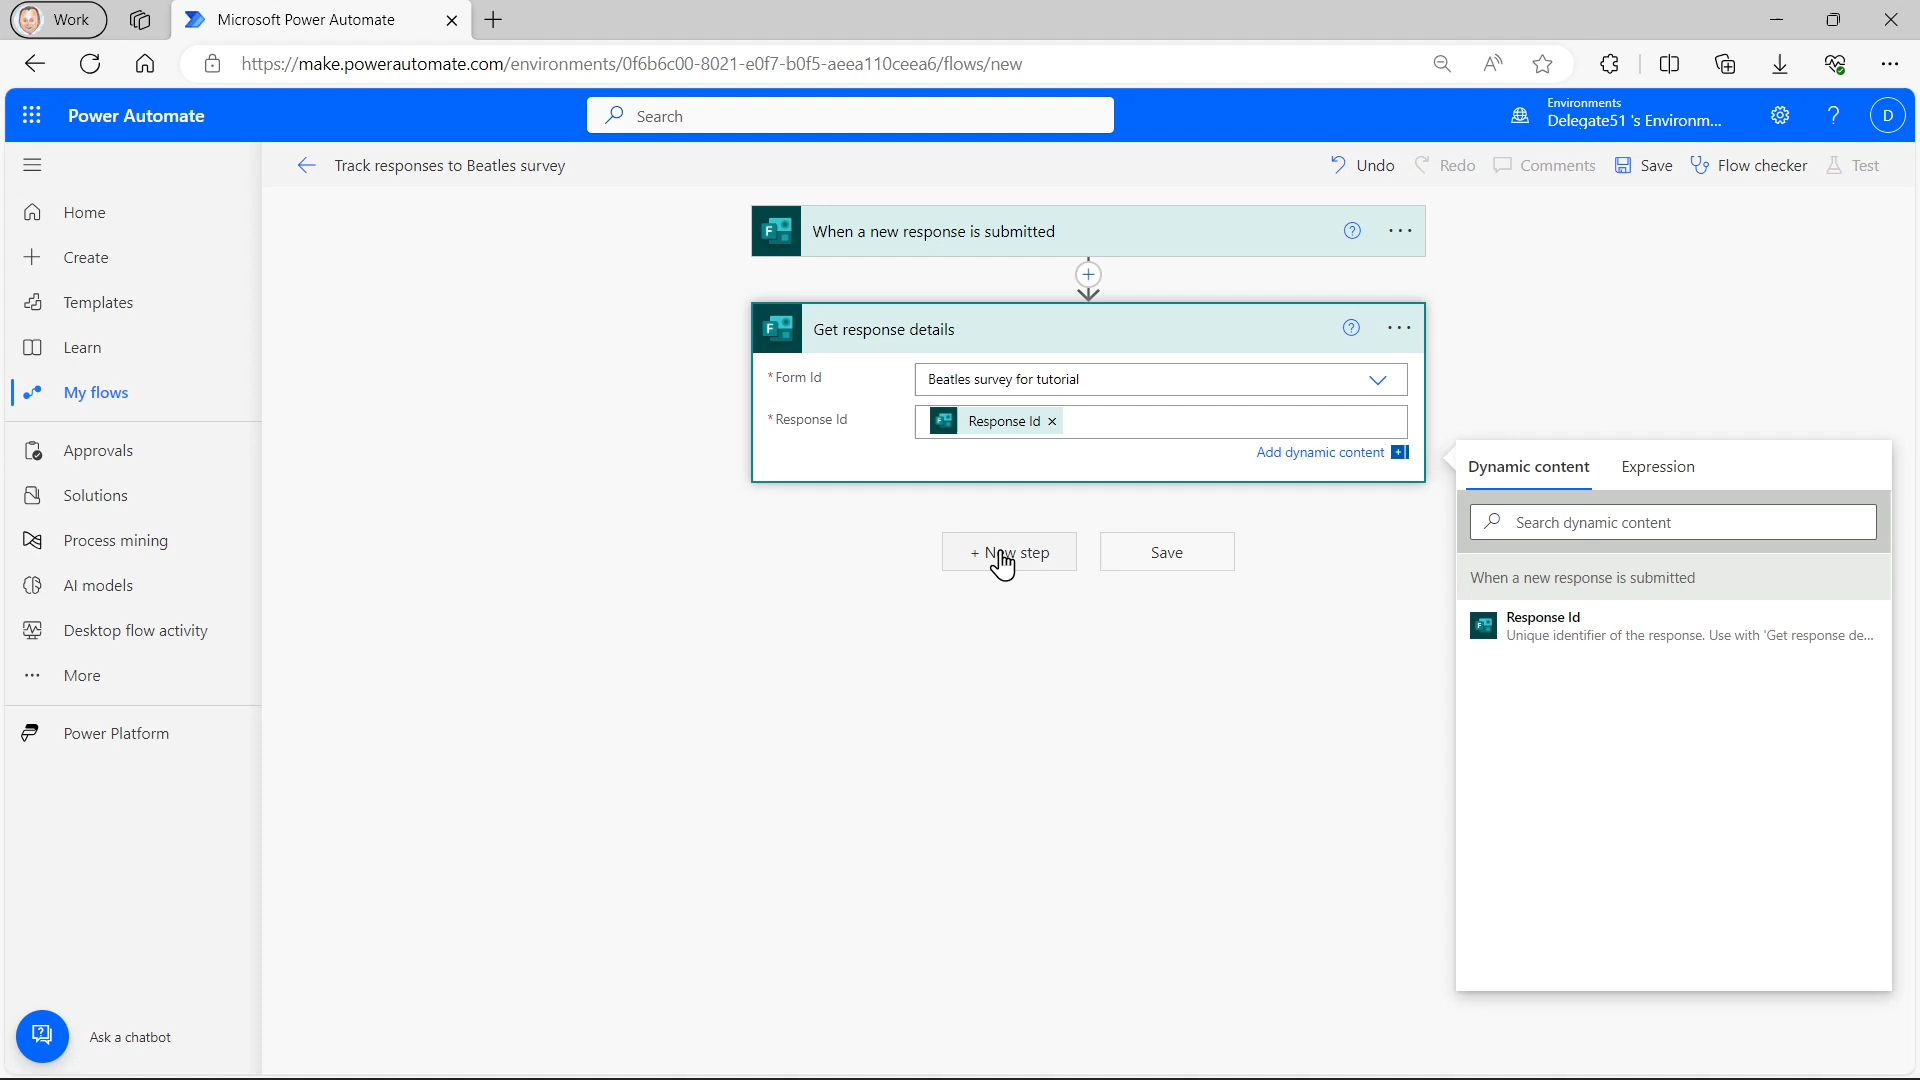 Work
Microsoft Power Automate
https://make.powerautomate.com/environments/0f6b6c00-8021-e0f7-b0f5-aeea110ceea6/flows/new
Power Automate
Search
Environments
Delegate51 's Environm...
D
Track responses to Beatles survey
Undo
Redo
Comments
Save
Flow checker
Test
Home
Create
Templates
Learn
My flows
Approvals
Solutions
Process mining
AI models
Desktop flow activity
More
Power Platform
Ask a chatbot
When a new response is submitted
Get response details
* Form Id
Beatles survey for tutorial
* Response Id
Response Id
Add dynamic content
+ New step
Save
Dynamic content
Expression
Search dynamic content
When a new response is submitted
Response Id
Unique identifier of the response. Use with 'Get response de...